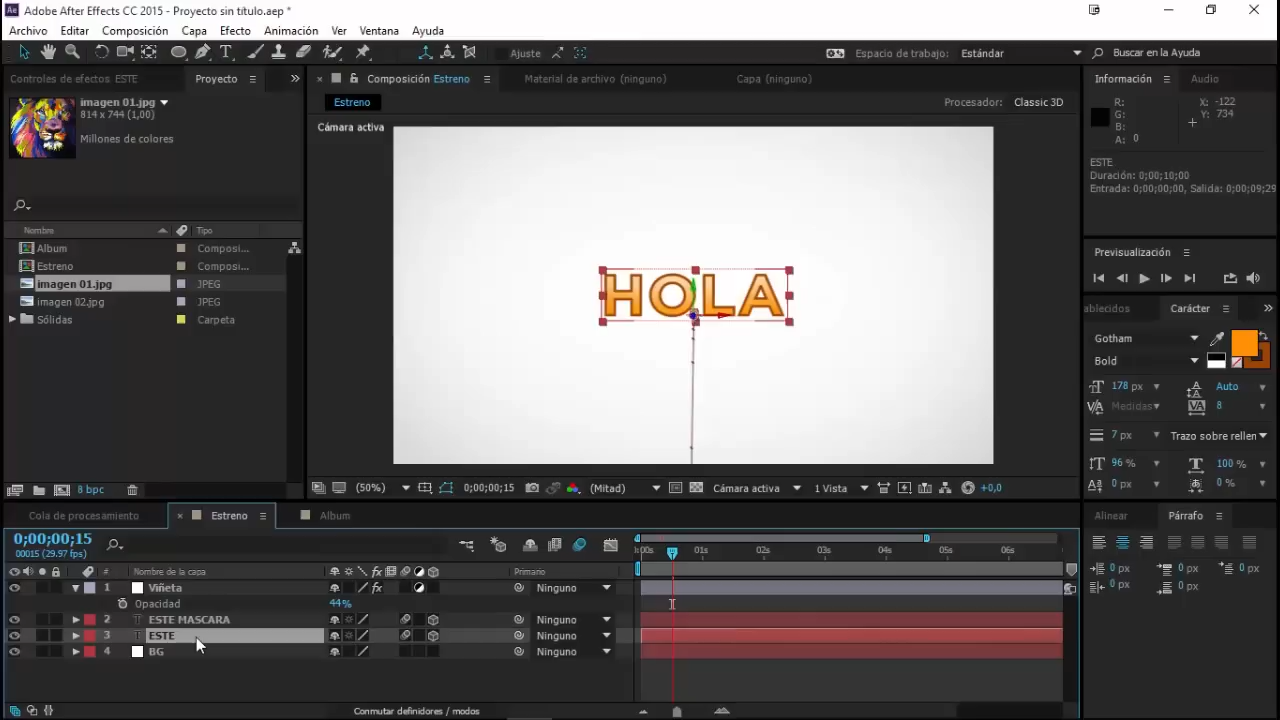 Ae Adobe After Effects CC 2015 - Proyecto sin título.aep *
Archivo Editar Composición Capa Efecto Animación Ver Ventana Ayuda
Ajuste Espacio de trabajo: Estándar Buscar en la Ayuda
Controles de efectos ESTE Proyecto
Composición Estreno Material de archivo (ninguno) Capa (ninguno)
Información Audio
imagen 01.jpg
814 x 744 (1,00)
Millones de colores
Estreno Procesador: Classic 3D
Cámara activa
R:
G:
B:
A: 0
X: -122
Y: 734
ESTE
Duración: 0;00;10;00
Entrada: 0;00;00;00, Salida: 0;00;09;29
Nombre Tipo
Album Composi...
Estreno Composi...
imagen 01.jpg JPEG
imagen 02.jpg JPEG
Sólidas Carpeta
HOLA
Previsualización
ablecidos Carácter
Gotham
Bold
178 px Auto
Medidas 8
7 px Trazo sobre rellen
96 % 100 %
0 px 0 %
8 bpc
(50%) 0;00;00;15 (Mitad) Cámara activa 1 Vista +0,0
Cola de procesamiento Estreno Album
Alinear Párrafo
0;00;00;15
00015 (29.97 fps)
:00s 01s 02s 03s 04s 05s 06s
# Nombre de la capa fx Primario
1 Viñeta fx Ninguno
Opacidad 44%
2 T ESTE MASCARA Ninguno
3 T ESTE Ninguno
4 BG Ninguno
0 px 0 px 0 px
0 px 0 px
Conmutar definidores / modos